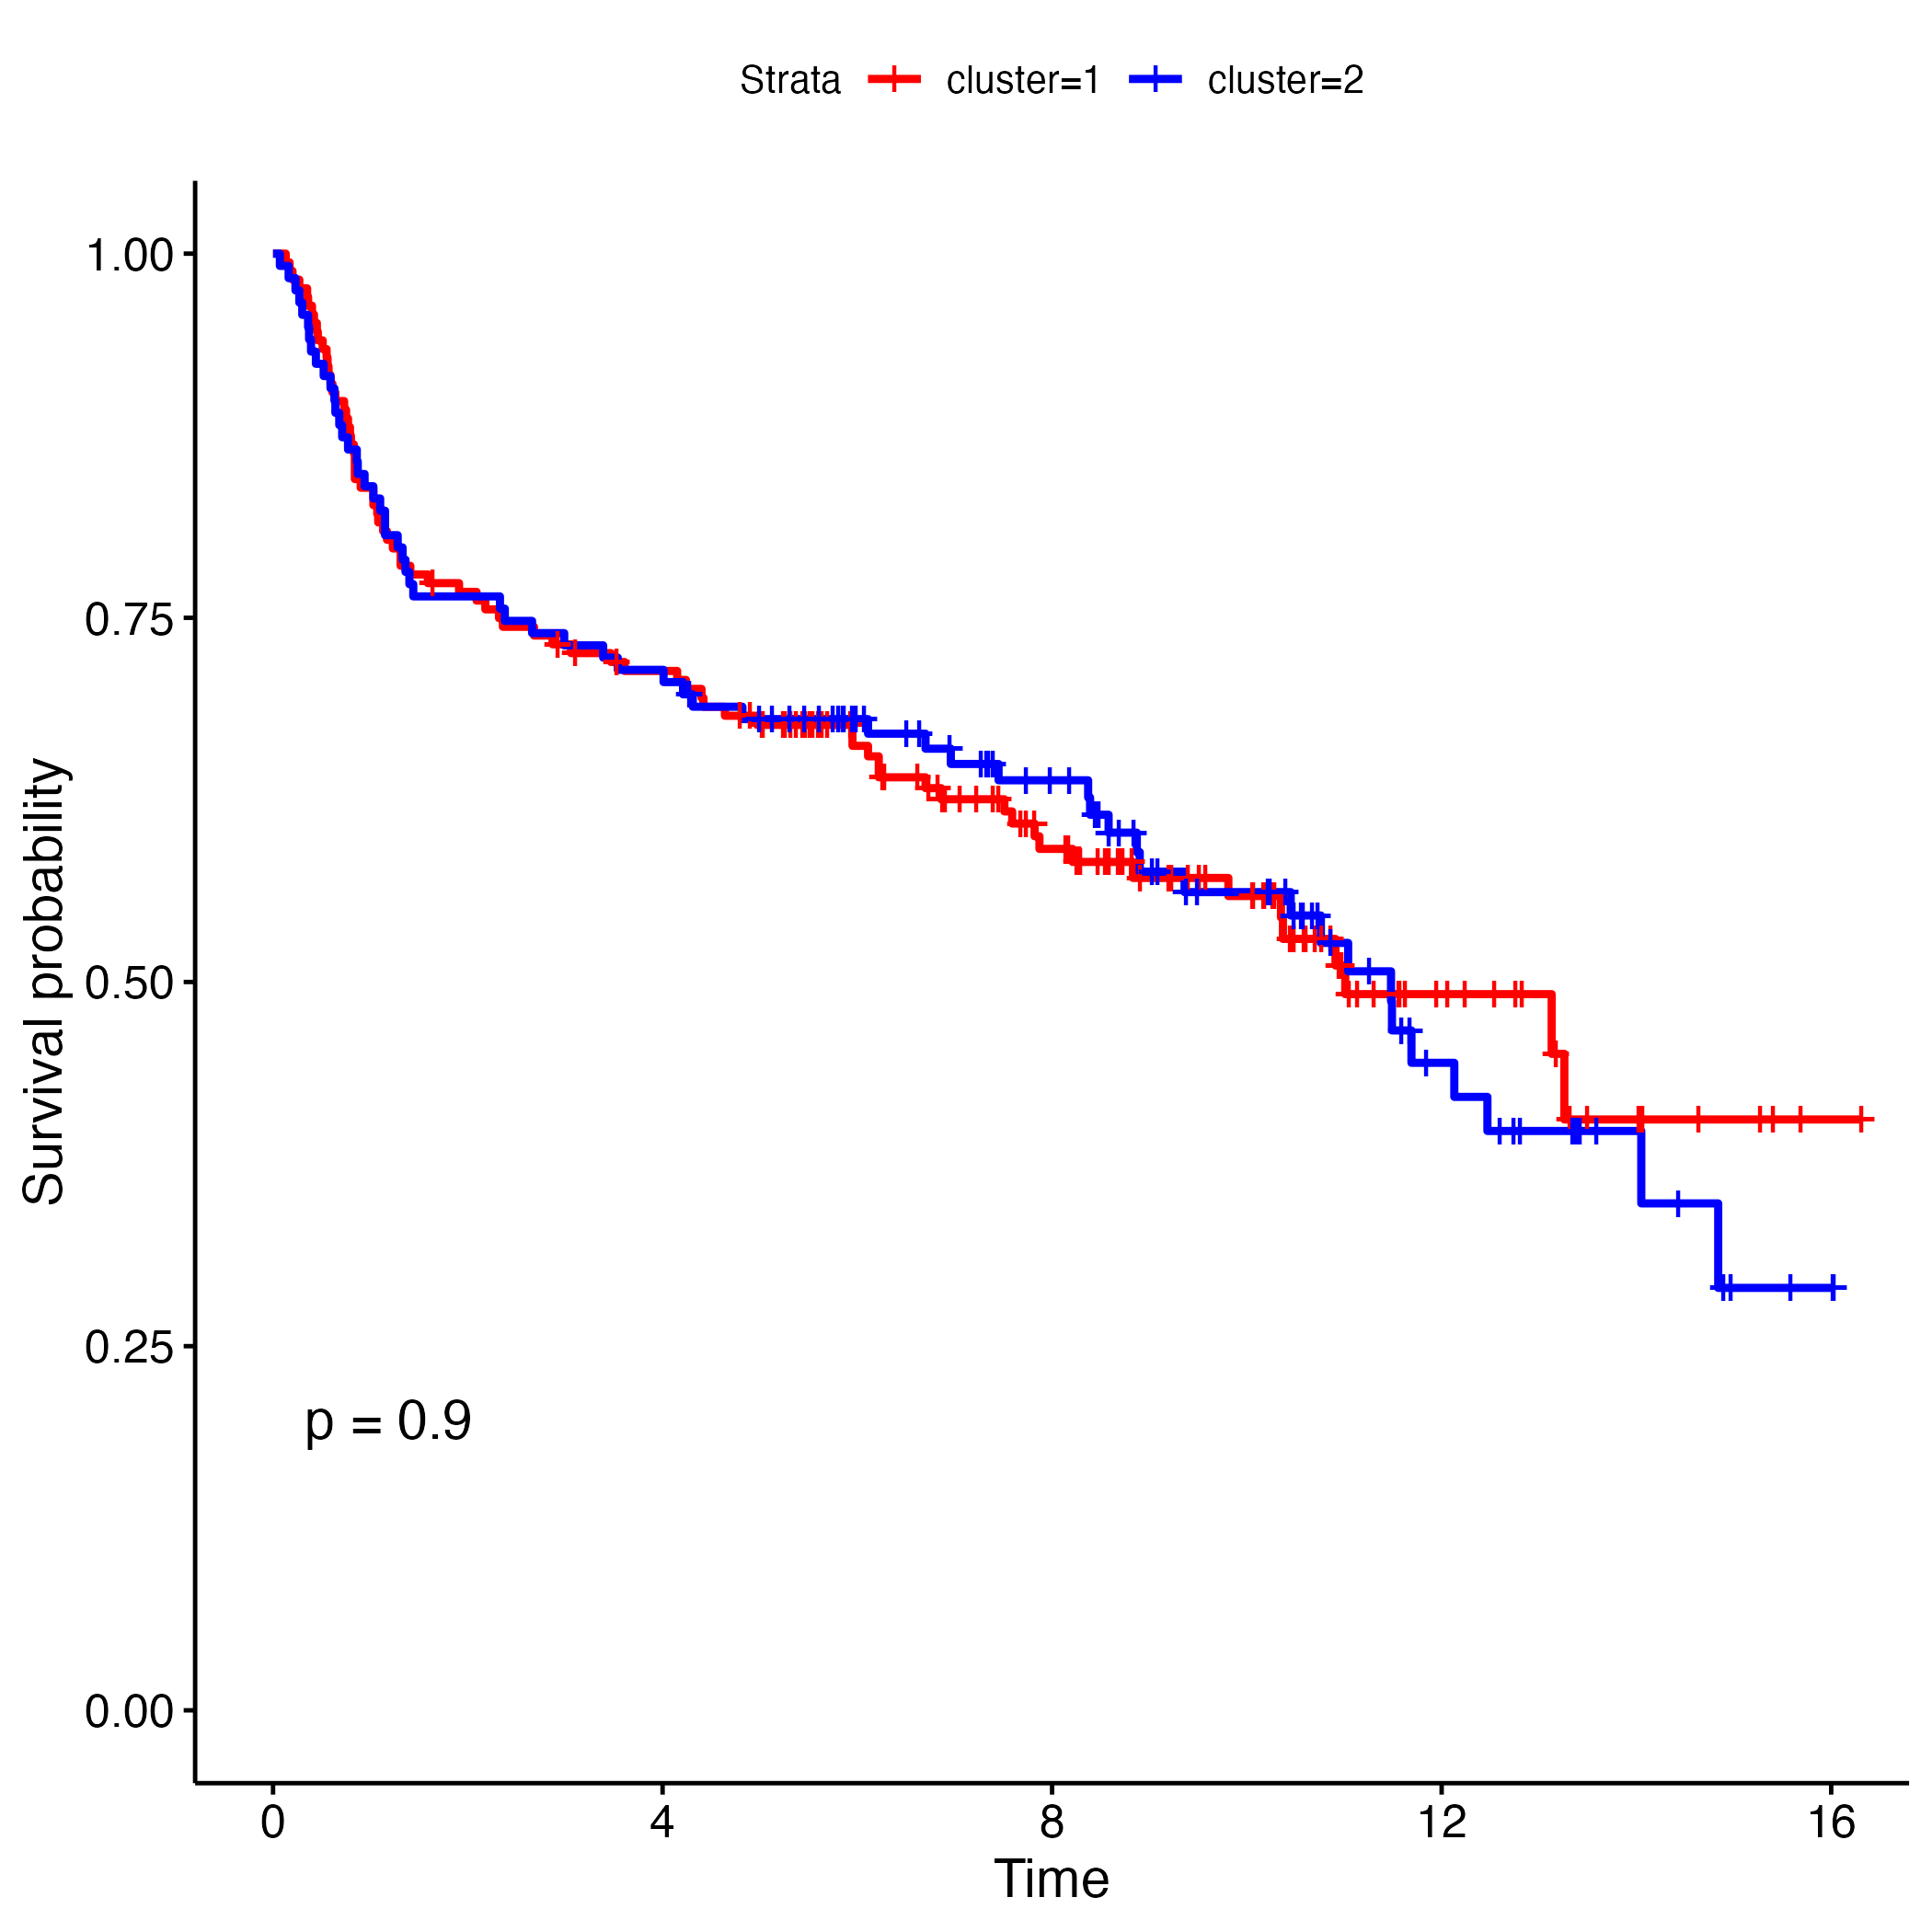 Strata cluster=1 cluster=2
1.00
0.75
0.50
0.25
0.00
Survival probability
p = 0.9
0 4 8 12 16
Time